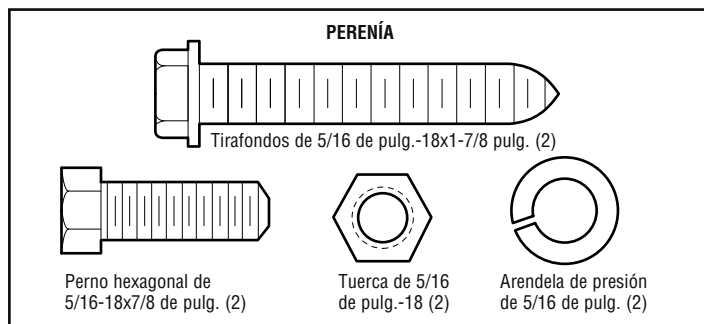 PERENÍA
Tirafondos de 5/16 de pulg.-18x1-7/8 pulg. (2)
Perno hexagonal de
5/16-18x7/8 de pulg. (2)
Tuerca de 5/16
de pulg.-18 (2)
Arendela de presión
de 5/16 de pulg. (2)